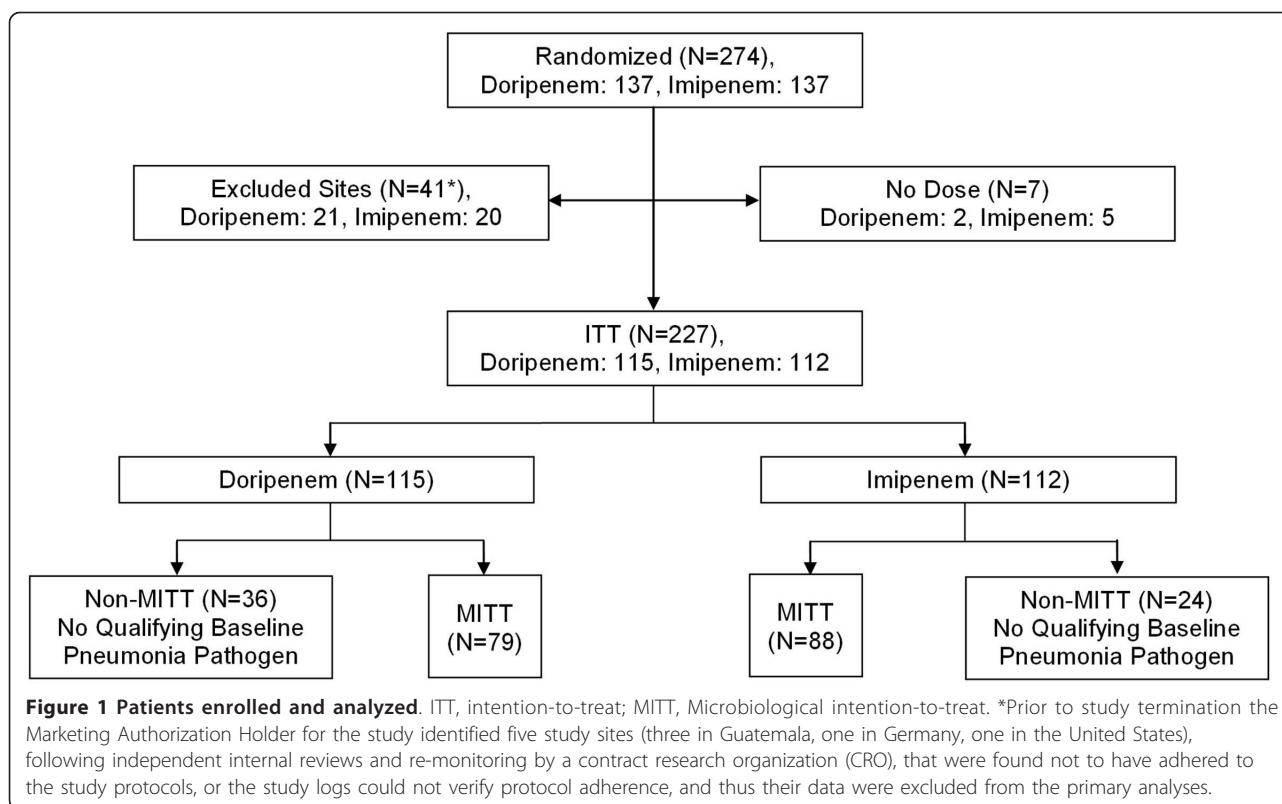 Randomized (N=274),
Doripenem: 137, Imipenem: 137
Excluded Sites (N=41*),
Doripenem: 21, Imipenem: 20
No Dose (N=7)
Doripenem: 2, Imipenem: 5
ITT (N=227),
Doripenem: 115, Imipenem: 112
Doripenem (N=115)
Imipenem (N=112)
Non-MITT (N=36)
No Qualifying Baseline
Pneumonia Pathogen
MITT
(N=79)
MITT
(N=88)
Non-MITT (N=24)
No Qualifying Baseline
Pneumonia Pathogen
Figure 1 Patients enrolled and analyzed. ITT, intention-to-treat; MITT, Microbiological intention-to-treat. *Prior to study termination the
Marketing Authorization Holder for the study identified five study sites (three in Guatemala, one in Germany, one in the United States),
following independent internal reviews and re-monitoring by a contract research organization (CRO), that were found not to have adhered to
the study protocols, or the study logs could not verify protocol adherence, and thus their data were excluded from the primary analyses.